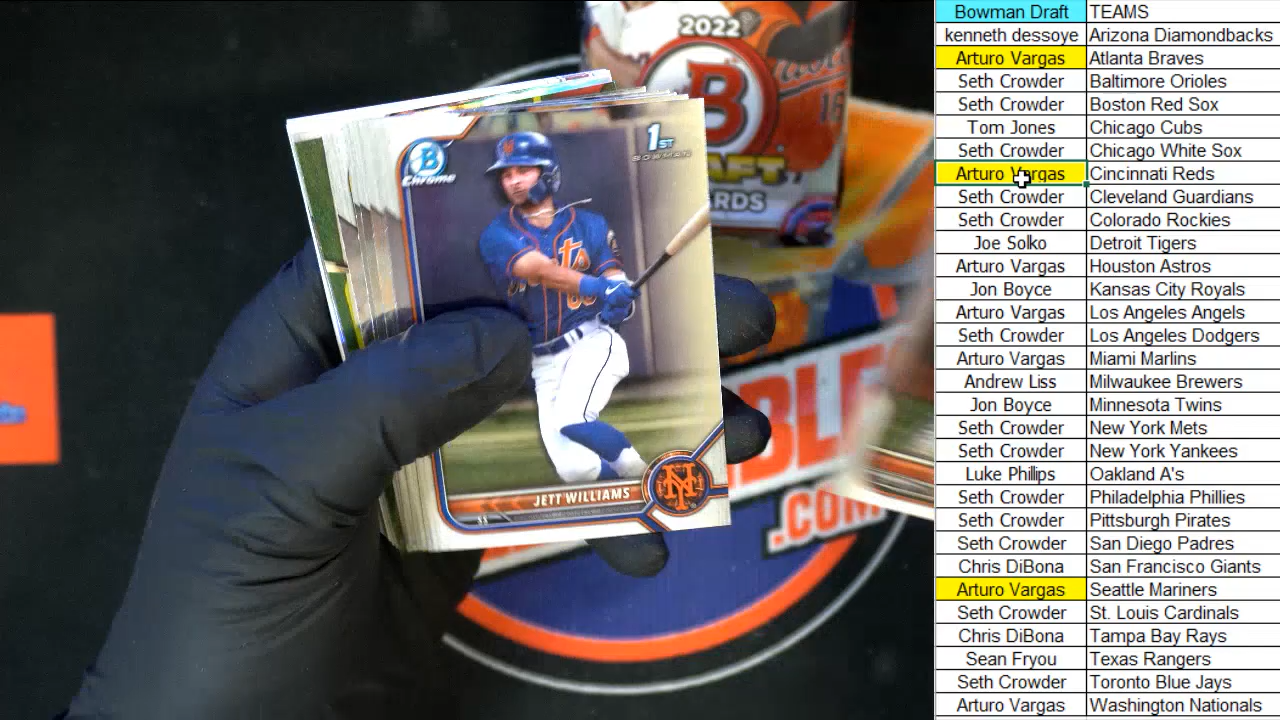 2022
B
DRAFT
CARDS
16
1ST
BOWMAN
B
Chrome
JETT WILLIAMS
NY
.COM
Bowman Draft TEAMS
kenneth dessoye Arizona Diamondbacks
Arturo Vargas Atlanta Braves
Seth Crowder Baltimore Orioles
Seth Crowder Boston Red Sox
Tom Jones Chicago Cubs
Seth Crowder Chicago White Sox
Arturo Vargas Cincinnati Reds
Seth Crowder Cleveland Guardians
Seth Crowder Colorado Rockies
Joe Solko Detroit Tigers
Arturo Vargas Houston Astros
Jon Boyce Kansas City Royals
Arturo Vargas Los Angeles Angels
Seth Crowder Los Angeles Dodgers
Arturo Vargas Miami Marlins
Andrew Liss Milwaukee Brewers
Jon Boyce Minnesota Twins
Seth Crowder New York Mets
Seth Crowder New York Yankees
Luke Phillips Oakland A's
Seth Crowder Philadelphia Phillies
Seth Crowder Pittsburgh Pirates
Seth Crowder San Diego Padres
Chris DiBona San Francisco Giants
Arturo Vargas Seattle Mariners
Seth Crowder St. Louis Cardinals
Chris DiBona Tampa Bay Rays
Sean Fryou Texas Rangers
Seth Crowder Toronto Blue Jays
Arturo Vargas Washington Nationals